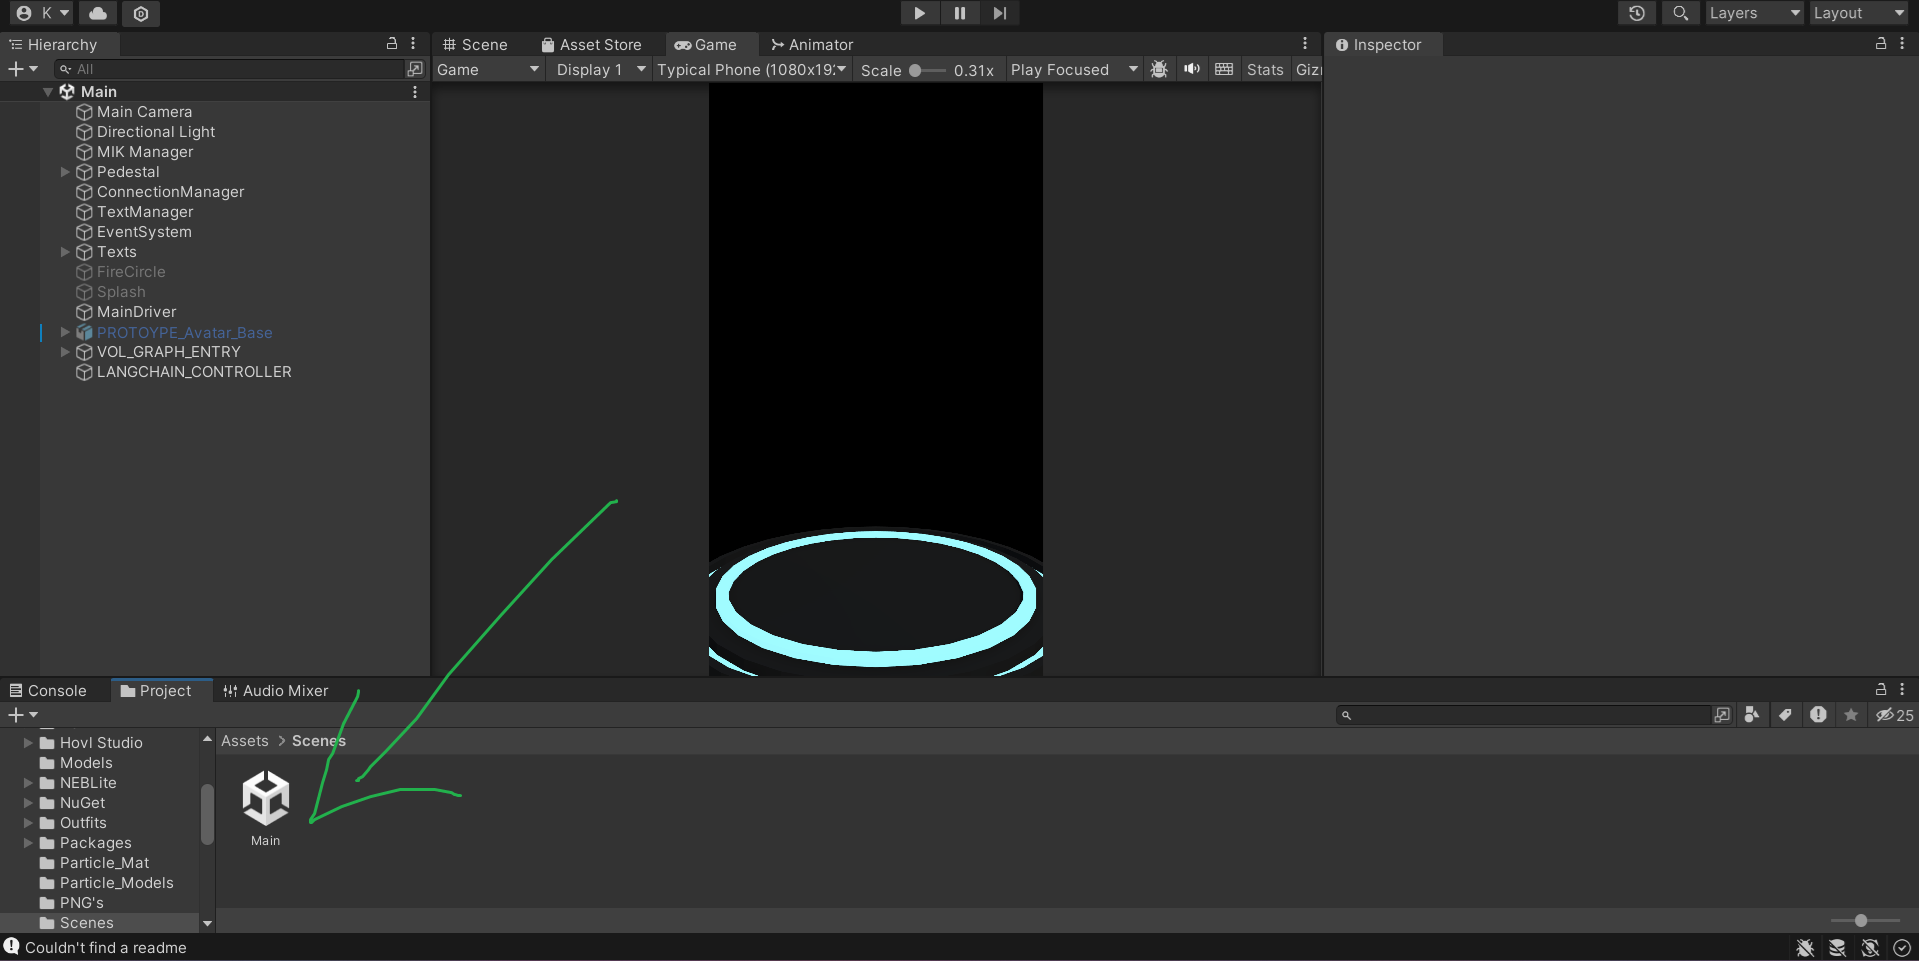 K
Layers
Layout
Hierarchy
Scene
Asset Store
Game
Animator
Inspector
All
Game
Display 1
Typical Phone (1080x19
Scale
0.31x
Play Focused
Stats
Giz
Main
Main Camera
Directional Light
MIK Manager
Pedestal
ConnectionManager
TextManager
EventSystem
Texts
FireCircle
Splash
MainDriver
PROTOYPE_Avatar_Base
VOL_GRAPH_ENTRY
LANGCHAIN_CONTROLLER
Console
Project
Audio Mixer
25
Hovl Studio
Models
NEBLite
NuGet
Outfits
Packages
Particle_Mat
Particle_Models
PNG's
Scenes
Assets > Scenes
Main
Couldn't find a readme